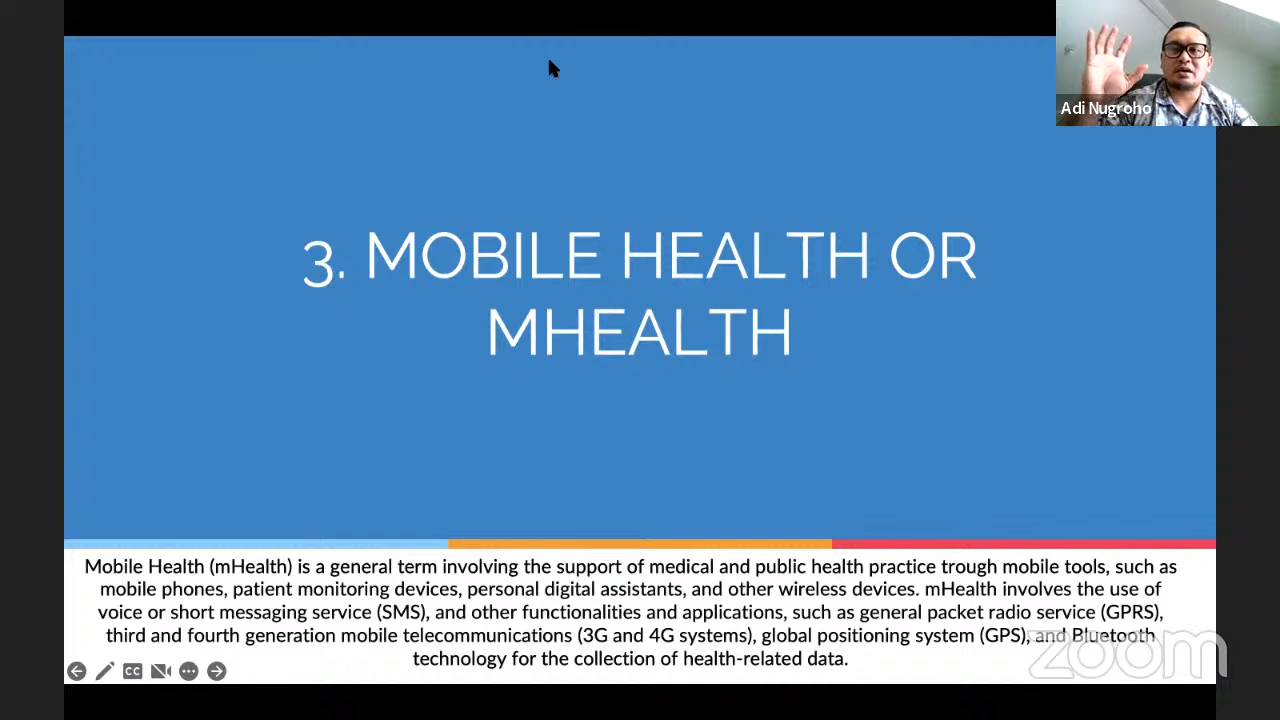 Adi Nugroho
3. MOBILE HEALTH OR
MHEALTH
Mobile Health (mHealth) is a general term involving the support of medical and public health practice trough mobile tools, such as
mobile phones, patient monitoring devices, personal digital assistants, and other wireless devices. mHealth involves the use of
voice or short messaging service (SMS), and other functionalities and applications, such as general packet radio service (GPRS),
third and fourth generation mobile telecommunications (3G and 4G systems), global positioning system (GPS), and Bluetooth
technology for the collection of health-related data.
CC
zoom